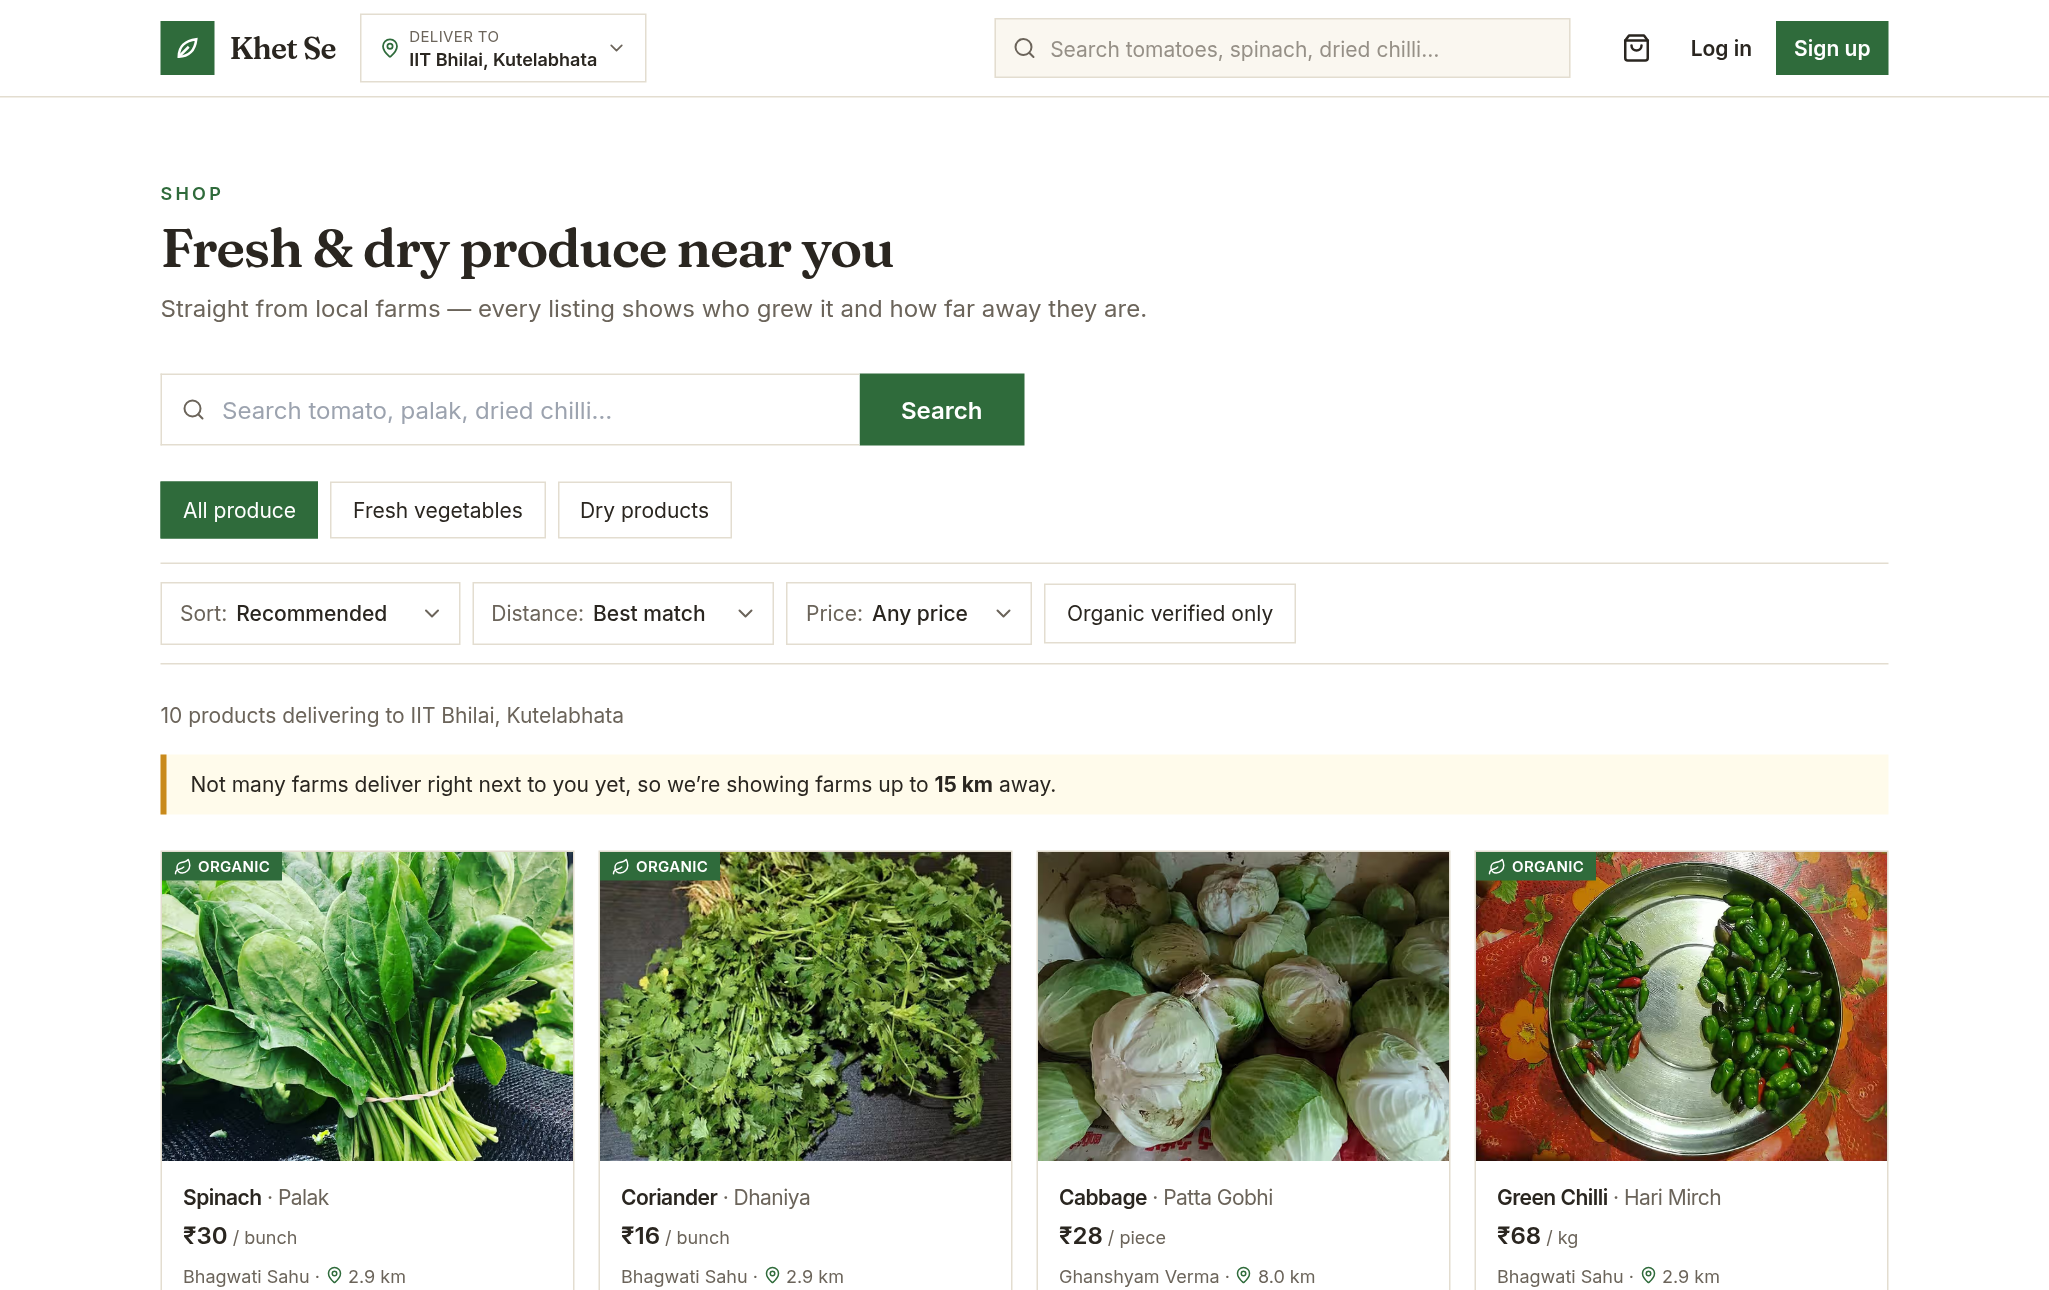 Khet Se
DELIVER TO
IIT Bhilai, Kutelabhata
Search tomatoes, spinach, dried chilli...
Log in
Sign up
SHOP
Fresh & dry produce near you
Straight from local farms — every listing shows who grew it and how far away they are.
Search tomato, palak, dried chilli...
Search
All produce
Fresh vegetables
Dry products
Sort: Recommended
Distance: Best match
Price: Any price
Organic verified only
10 products delivering to IIT Bhilai, Kutelabhata
Not many farms deliver right next to you yet, so we’re showing farms up to 15 km away.
ORGANIC
Spinach · Palak
₹30 / bunch
Bhagwati Sahu · 2.9 km
ORGANIC
Coriander · Dhaniya
₹16 / bunch
Bhagwati Sahu · 2.9 km
Cabbage · Patta Gobhi
₹28 / piece
Ghanshyam Verma · 8.0 km
ORGANIC
Green Chilli · Hari Mirch
₹68 / kg
Bhagwati Sahu · 2.9 km